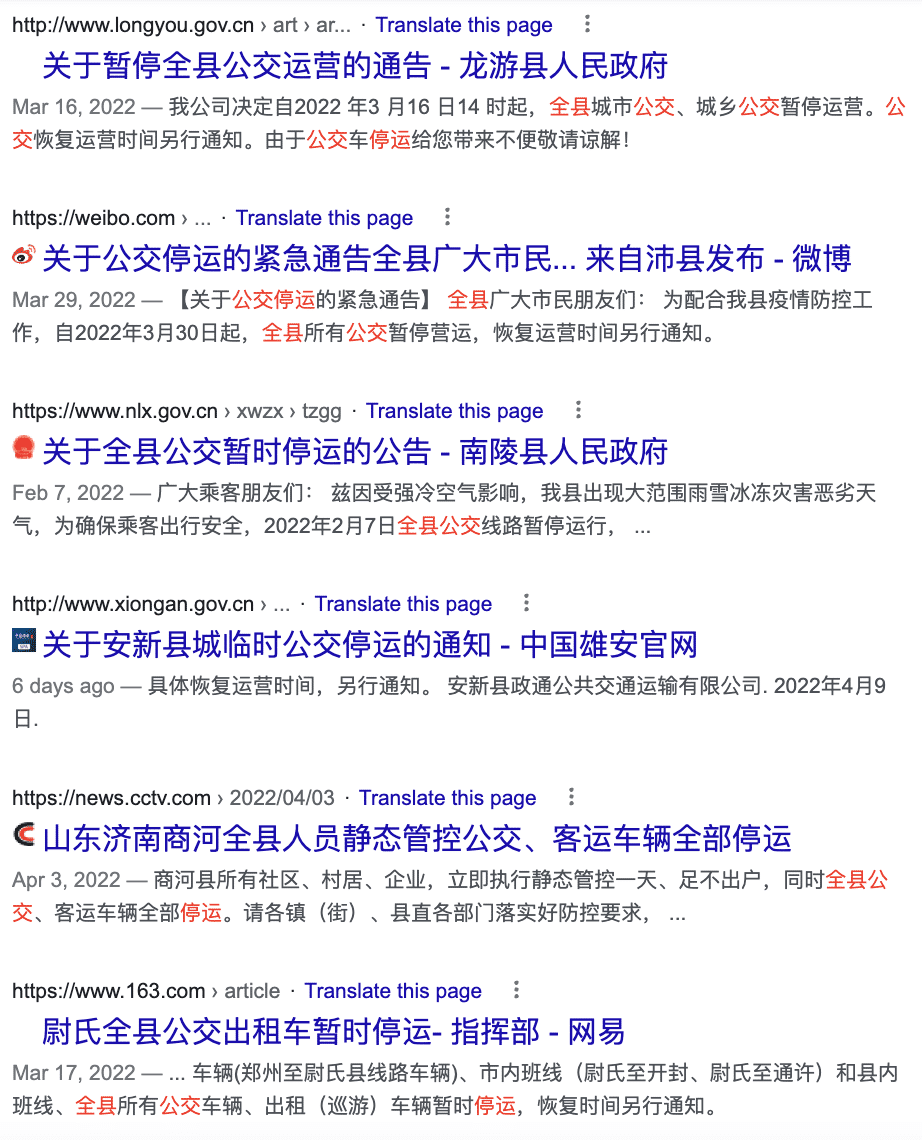 http://www.longyou.gov.cn › art › ar... · Translate this page
关于暂停全县公交运营的通告 - 龙游县人民政府
Mar 16, 2022 — 我公司决定自2022 年3 月16 日14 时起，全县城市公交、城乡公交暂停运营。公
交恢复运营时间另行通知。由于公交车停运给您带来不便敬请谅解！
https://weibo.com › ... · Translate this page
关于公交停运的紧急通告全县广大市民... 来自沛县发布 - 微博
Mar 29, 2022 — 【关于公交停运的紧急通告】 全县广大市民朋友们： 为配合我县疫情防控工
作，自2022年3月30日起，全县所有公交暂停营运，恢复运营时间另行通知。
https://www.nlx.gov.cn › xwzx › tzgg · Translate this page
关于全县公交暂时停运的公告 - 南陵县人民政府
Feb 7, 2022 — 广大乘客朋友们： 兹因受强冷空气影响，我县出现大范围雨雪冰冻灾害恶劣天
气，为确保乘客出行安全，2022年2月7日全县公交线路暂停运行， ...
http://www.xiongan.gov.cn › ... · Translate this page
关于安新县城临时公交停运的通知 - 中国雄安官网
6 days ago — 具体恢复运营时间，另行通知。 安新县政通公共交通运输有限公司. 2022年4月9
日.
https://news.cctv.com › 2022/04/03 · Translate this page
山东济南商河全县人员静态管控公交、客运车辆全部停运
Apr 3, 2022 — 商河县所有社区、村居、企业，立即执行静态管控一天、足不出户，同时全县公
交、客运车辆全部停运。请各镇（街）、县直各部门落实好防控要求， ...
https://www.163.com › article · Translate this page
尉氏全县公交出租车暂时停运- 指挥部 - 网易
Mar 17, 2022 — ... 车辆(郑州至尉氏县线路车辆)、市内班线（尉氏至开封、尉氏至通许）和县内
班线、全县所有公交车辆、出租（巡游）车辆暂时停运，恢复时间另行通知。